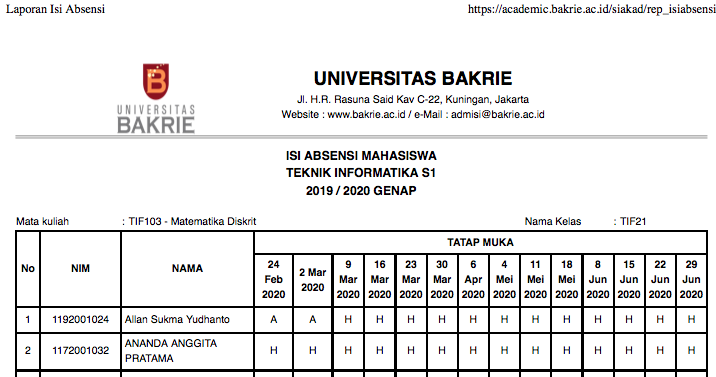 Laporan Isi Absensi https://academic.bakrie.ac.id/siakad/rep_isiabsensi
UNIVERSITAS
BAKRIE
UNIVERSITAS BAKRIE
Jl. H.R. Rasuna Said Kav C-22, Kuningan, Jakarta
Website : www.bakrie.ac.id / e-Mail : admisi@bakrie.ac.id
ISI ABSENSI MAHASISWA
TEKNIK INFORMATIKA S1
2019 / 2020 GENAP
Mata kuliah : TIF103 - Matematika Diskrit Nama Kelas : TIF21
No NIM NAMA TATAP MUKA
24 Feb 2020 2 Mar 2020 9 Mar 2020 16 Mar 2020 23 Mar 2020 30 Mar 2020 6 Apr 2020 4 Mei 2020 11 Mei 2020 18 Mei 2020 8 Jun 2020 15 Jun 2020 22 Jun 2020 29 Jun 2020
1 1192001024 Allan Sukma Yudhanto A A H H H H H H H H H H H H
2 1172001032 ANANDA ANGGITA PRATAMA H H H H H H H H H H H H H H